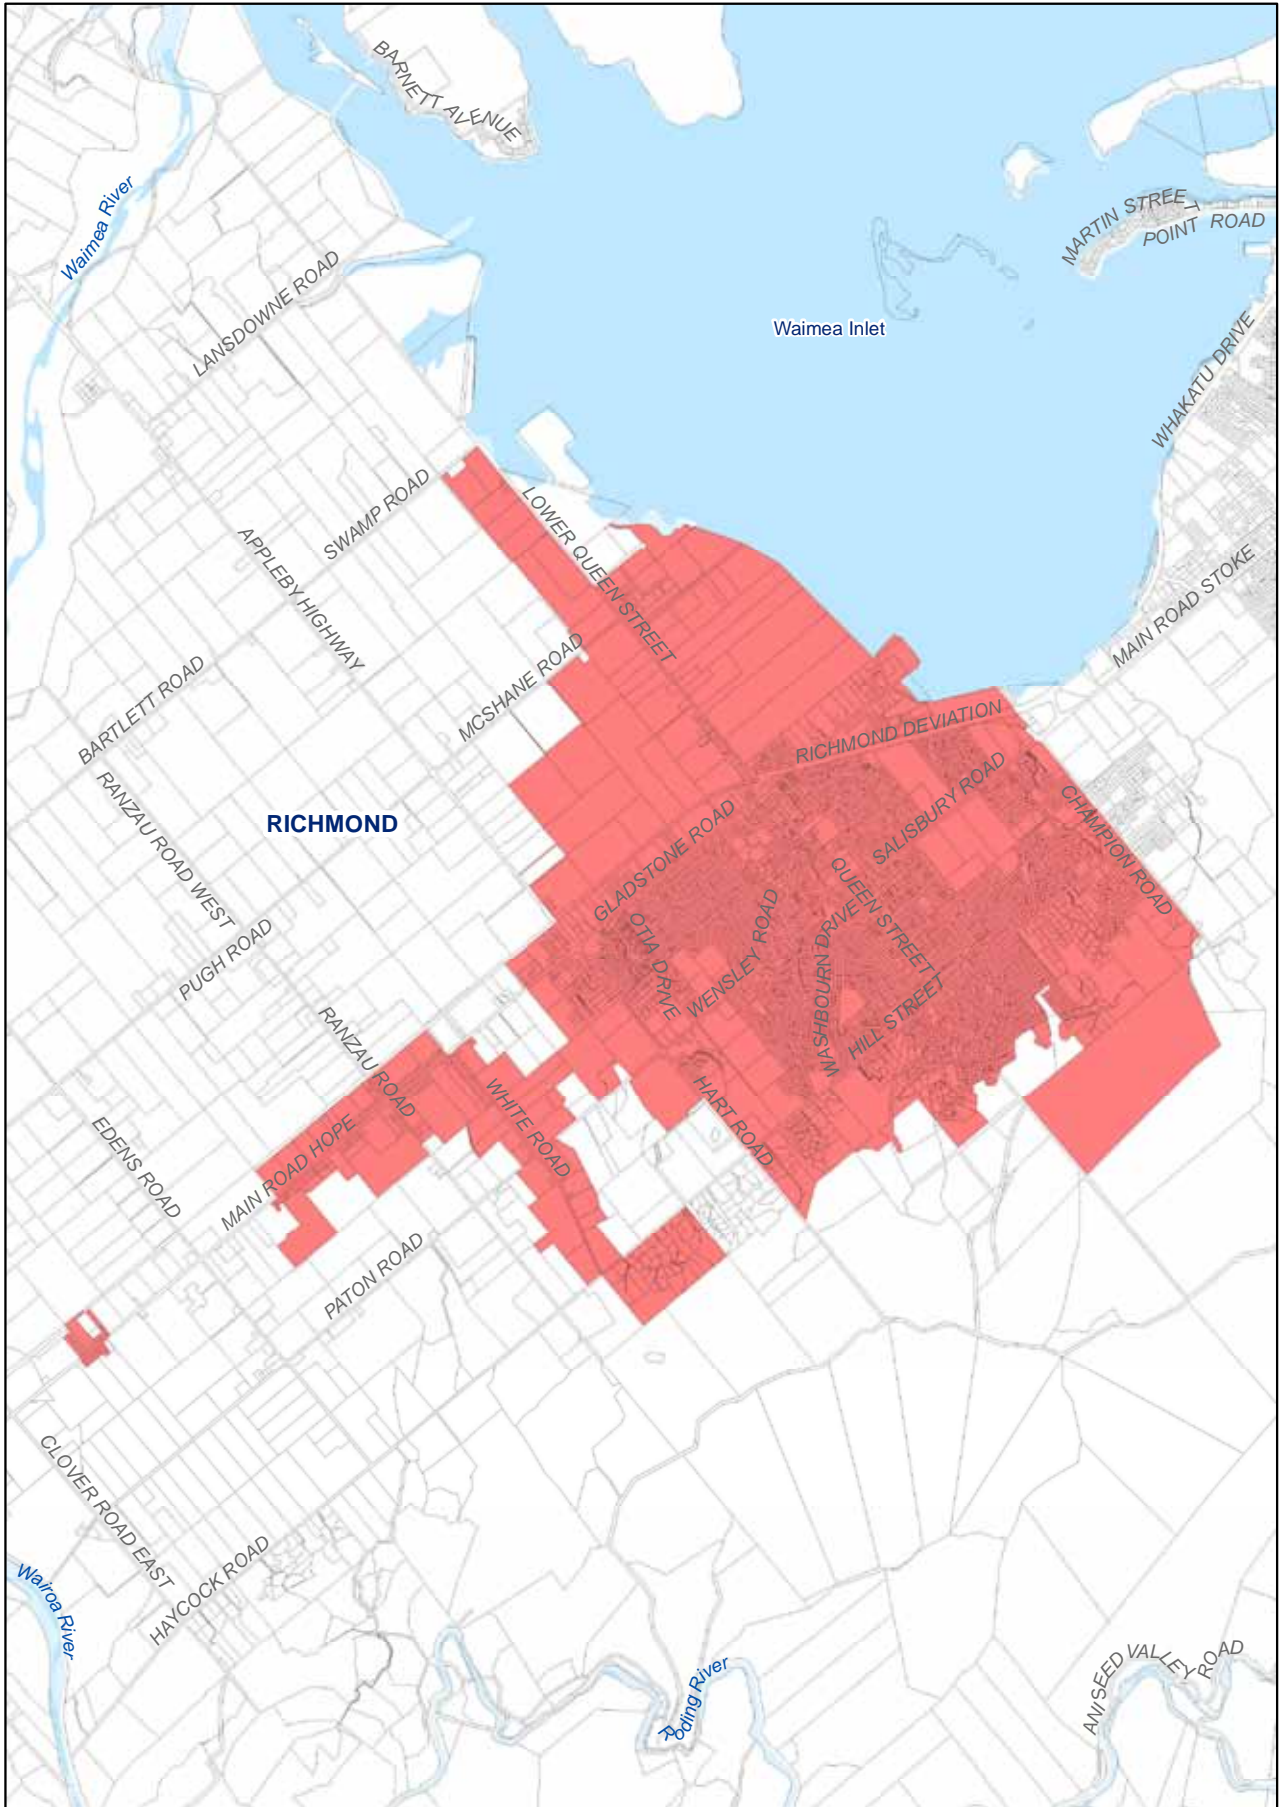 BARNETT AVENUE
Waimea River
MARTIN STREET
POINT ROAD
LANSDOWNE ROAD
Waimea Inlet
WHAKATU DRIVE
SWAMP ROAD
LOWER QUEEN STREET
APPLEBY HIGHWAY
MAIN ROAD STOKE
BARTLETT ROAD
MCSHANE ROAD
RICHMOND DEVIATION
RANZAU ROAD WEST
RICHMOND
SALISBURY ROAD
CHAMPION ROAD
GLADSTONE ROAD
QUEEN STREET
OTIA DRIVE
WENSLEY ROAD
WASHBOURN DRIVE
PUGH ROAD
HILL STREET
RANZAU ROAD
WHITE ROAD
HART ROAD
EDENS ROAD
MAIN ROAD HOPE
PATON ROAD
CLOVER ROAD EAST
HAYCOCK ROAD
Wairoa River
Roding River
ANISEED VALLEY ROAD